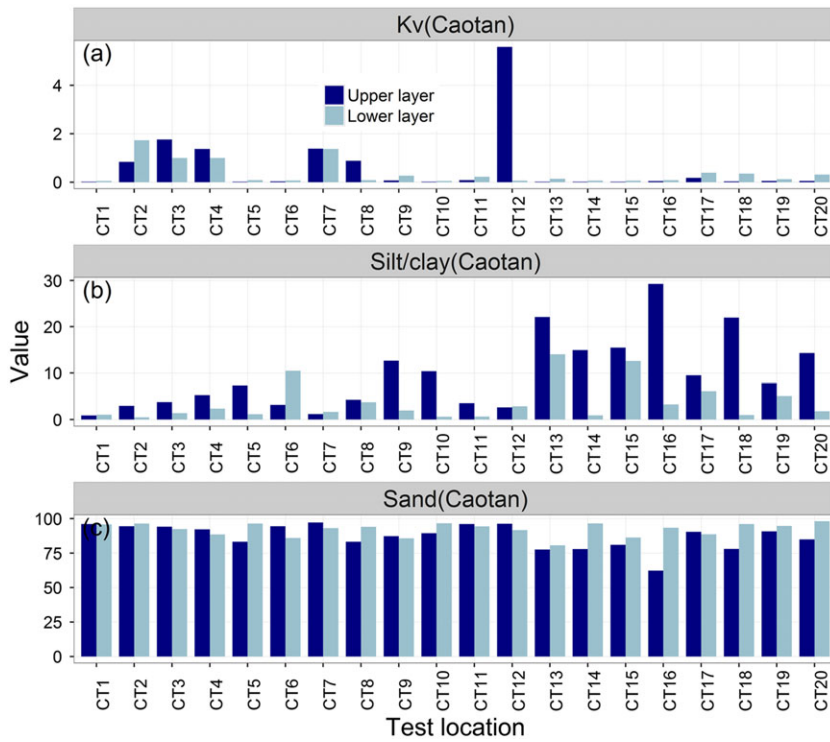 Kv(Caotan)
(a)
Upper layer
Lower layer
4
2
0
CT1 CT2 CT3 CT4 CT5 CT6 CT7 CT8 CT9 CT10 CT11 CT12 CT13 CT14 CT15 CT16 CT17 CT18 CT19 CT20
Silt/clay(Caotan)
(b)
30
20
10
0
CT1 CT2 CT3 CT4 CT5 CT6 CT7 CT8 CT9 CT10 CT11 CT12 CT13 CT14 CT15 CT16 CT17 CT18 CT19 CT20
Value
Sand(Caotan)
(c)
100
75
50
25
0
CT1 CT2 CT3 CT4 CT5 CT6 CT7 CT8 CT9 CT10 CT11 CT12 CT13 CT14 CT15 CT16 CT17 CT18 CT19 CT20
Test location